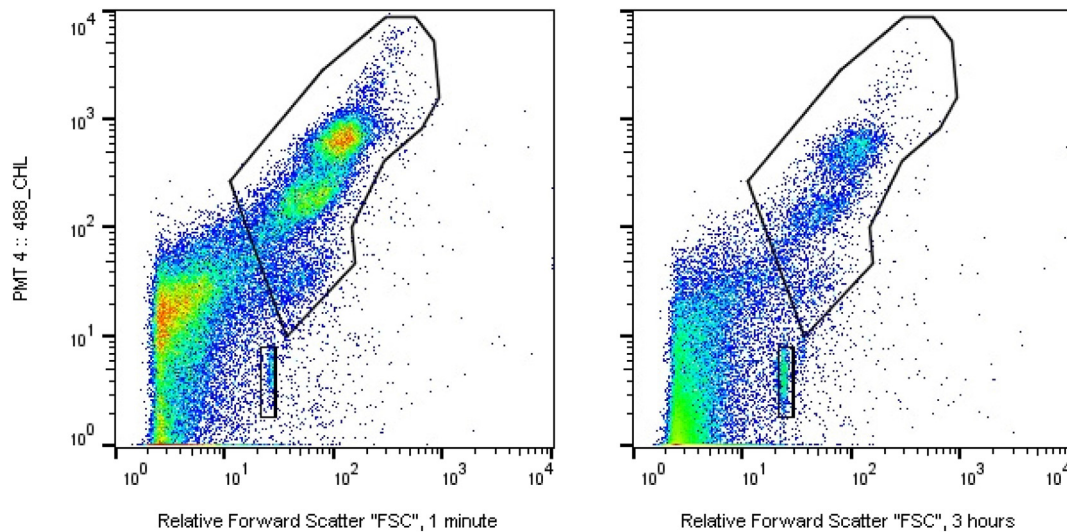 10^4
10^3
10^2
10^1
10^0
PMT 4 :: 488_CHL
10^0 10^1 10^2 10^3 10^4
10^0 10^1 10^2 10^3 10^4
Relative Forward Scatter "FSC", 1 minute
Relative Forward Scatter "FSC", 3 hours